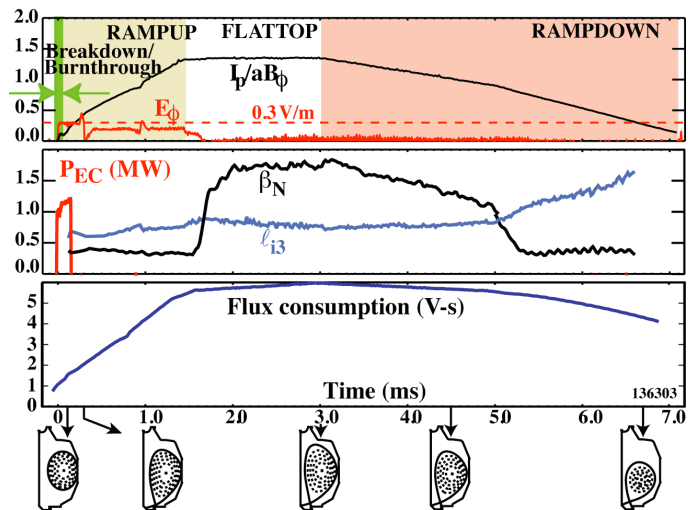 2.0
1.5
1.0
0.5
0.0
RAMPUP
FLATTOP
RAMPDOWN
Breakdown/
Burnthrough
Ip/aBϕ
Eϕ
0.3 V/m
PEC (MW)
1.5
1.0
0.5
0.0
βN
ℓi3
5
4
3
2
1
0
Flux consumption (V-s)
Time (ms)
136303
0 1.0 2.0 3.0 4.0 5.0 6.0 7.0